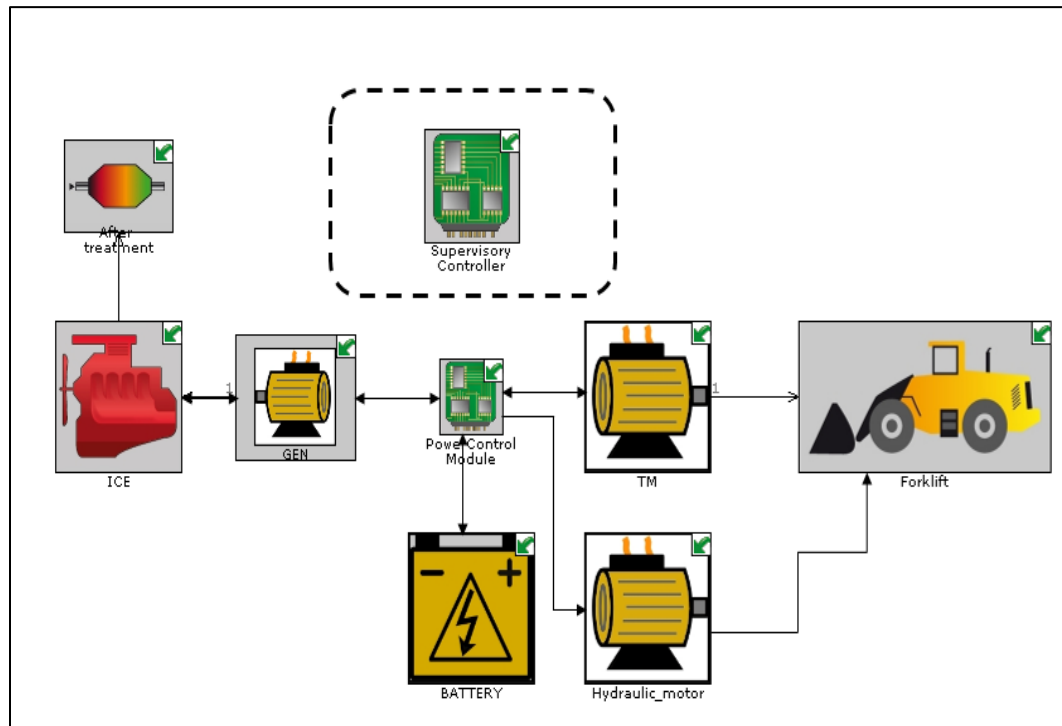 After
treatment
Supervisory
Controller
ICE
1
GEN
Power Control
Module
TM
1
Forklift
BATTERY
Hydraulic_motor